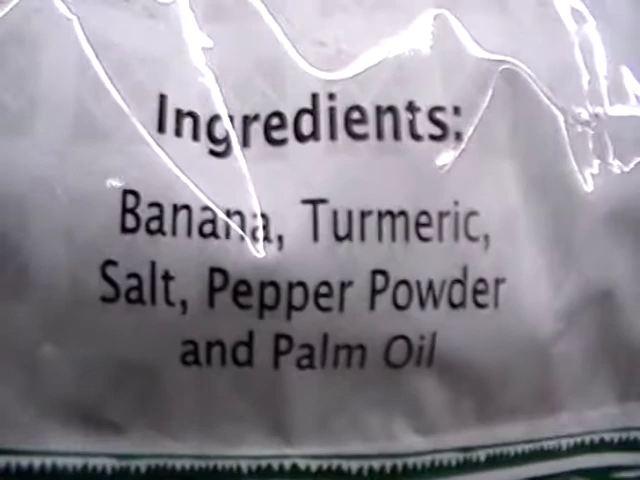 Ingredients:
Banana, Turmeric,
Salt, Pepper Powder
and Palm Oil